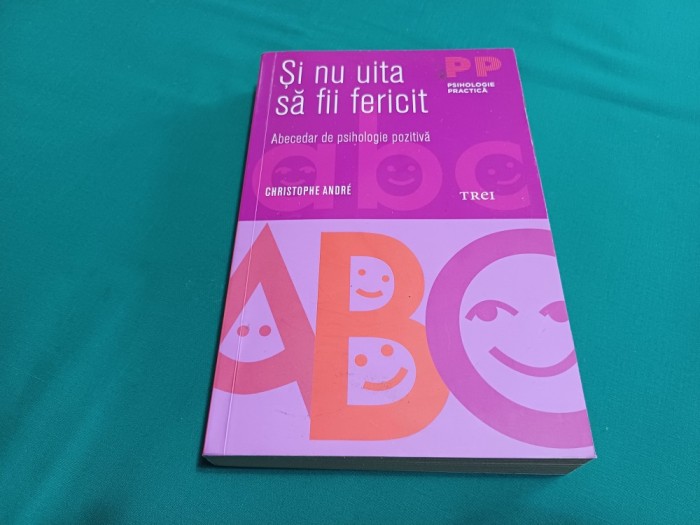 Și nu uita
să fii fericit
PP
PSIHOLOGIE
PRACTICĂ
Abecedar de psihologie pozitivă
abc
CHRISTOPHE ANDRÉ
TREI
ABC